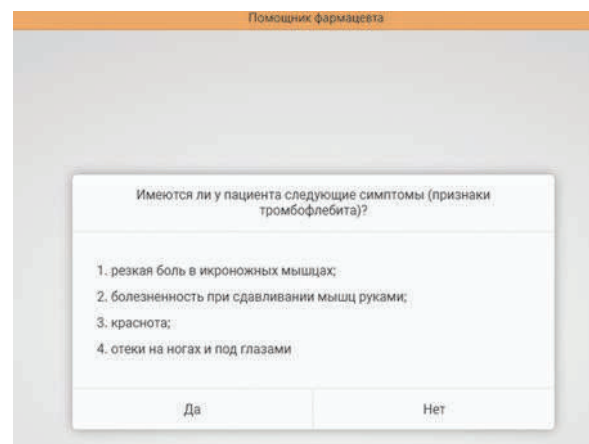 Помощник фармацевта
Имеются ли у пациента следующие симптомы (признаки
тромбофлебита)?
1. резкая боль в икроножных мышцах;
2. болезненность при сдавливании мышц руками;
3. краснота;
4. отеки на ногах и под глазами
Да
Нет